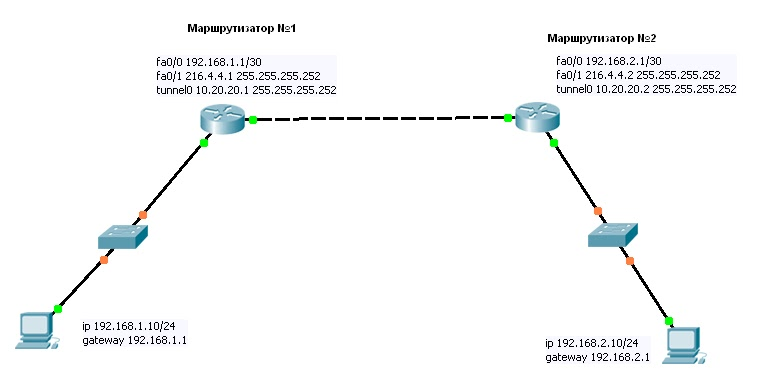 Маршрутизатор №1
fa0/0 192.168.1.1/30
fa0/1 216.4.4.1 255.255.255.252
tunnel0 10.20.20.1 255.255.255.252
Маршрутизатор №2
fa0/0 192.168.2.1/30
fa0/1 216.4.4.2 255.255.255.252
tunnel0 10.20.20.2 255.255.255.252
ip 192.168.1.10/24
gateway 192.168.1.1
ip 192.168.2.10/24
gateway 192.168.2.1